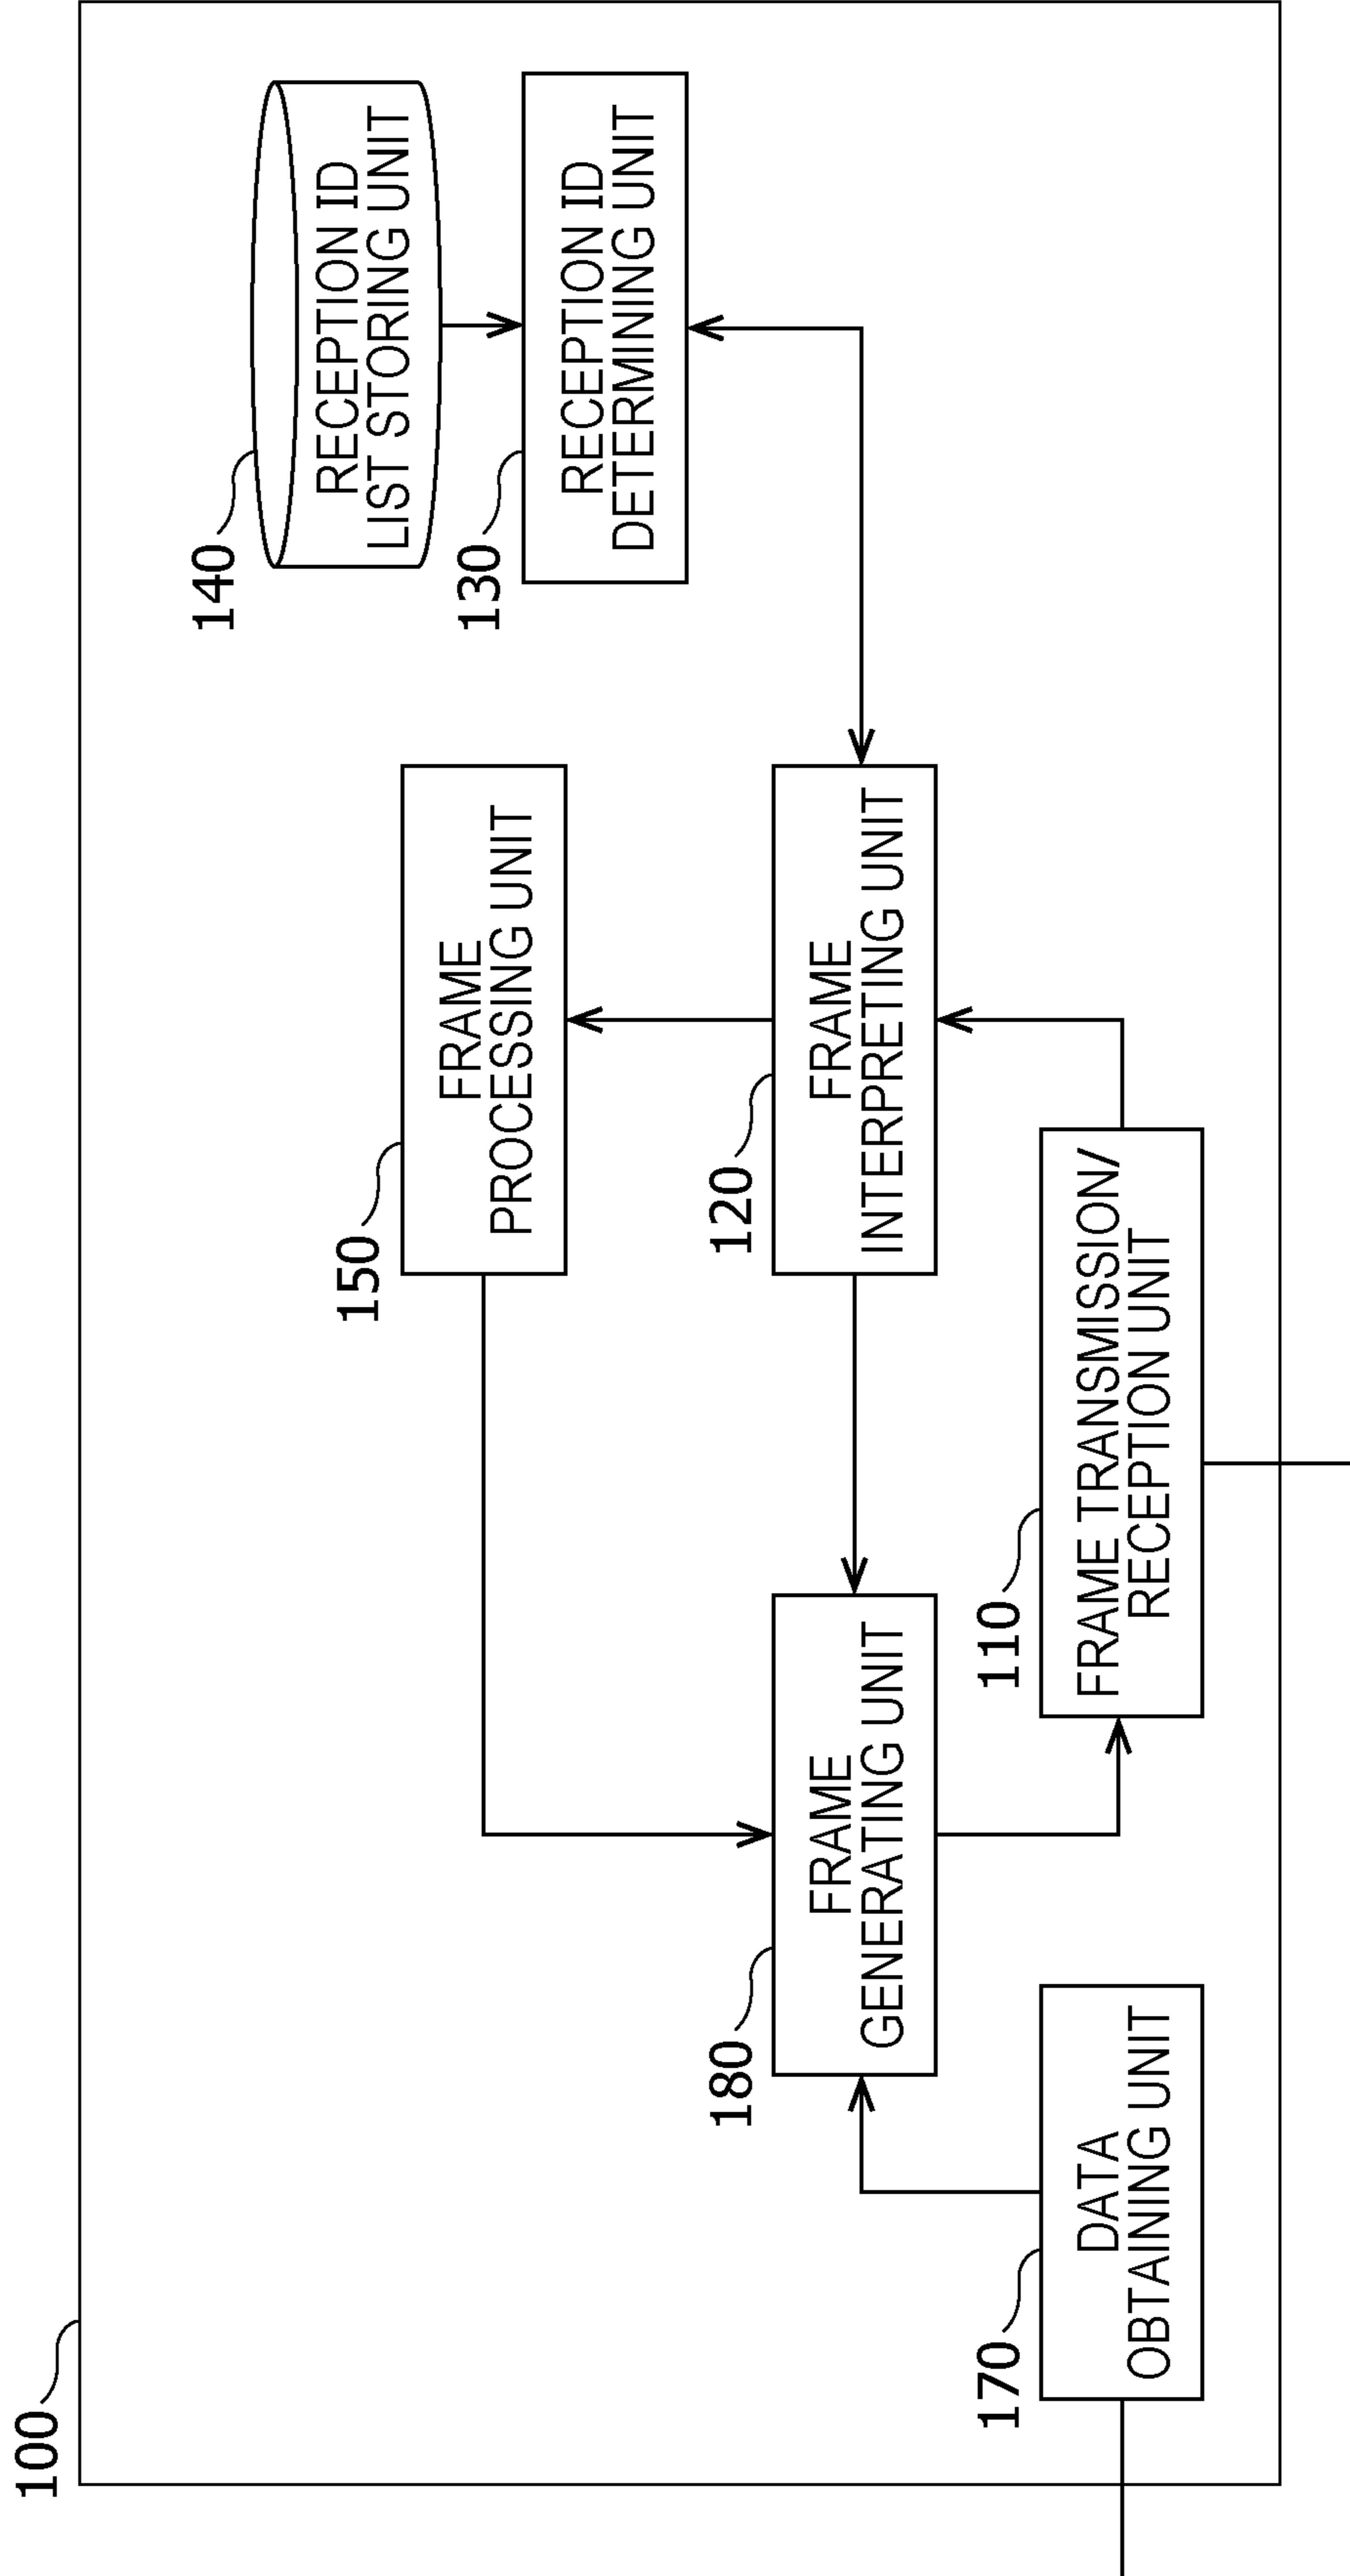 100
140
RECEPTION ID
LIST STORING UNIT
150
FRAME
PROCESSING UNIT
130
RECEPTION ID
DETERMINING UNIT
180
FRAME
GENERATING UNIT
120
FRAME
INTERPRETING UNIT
170
DATA
OBTAINING UNIT
110
FRAME TRANSMISSION/
RECEPTION UNIT